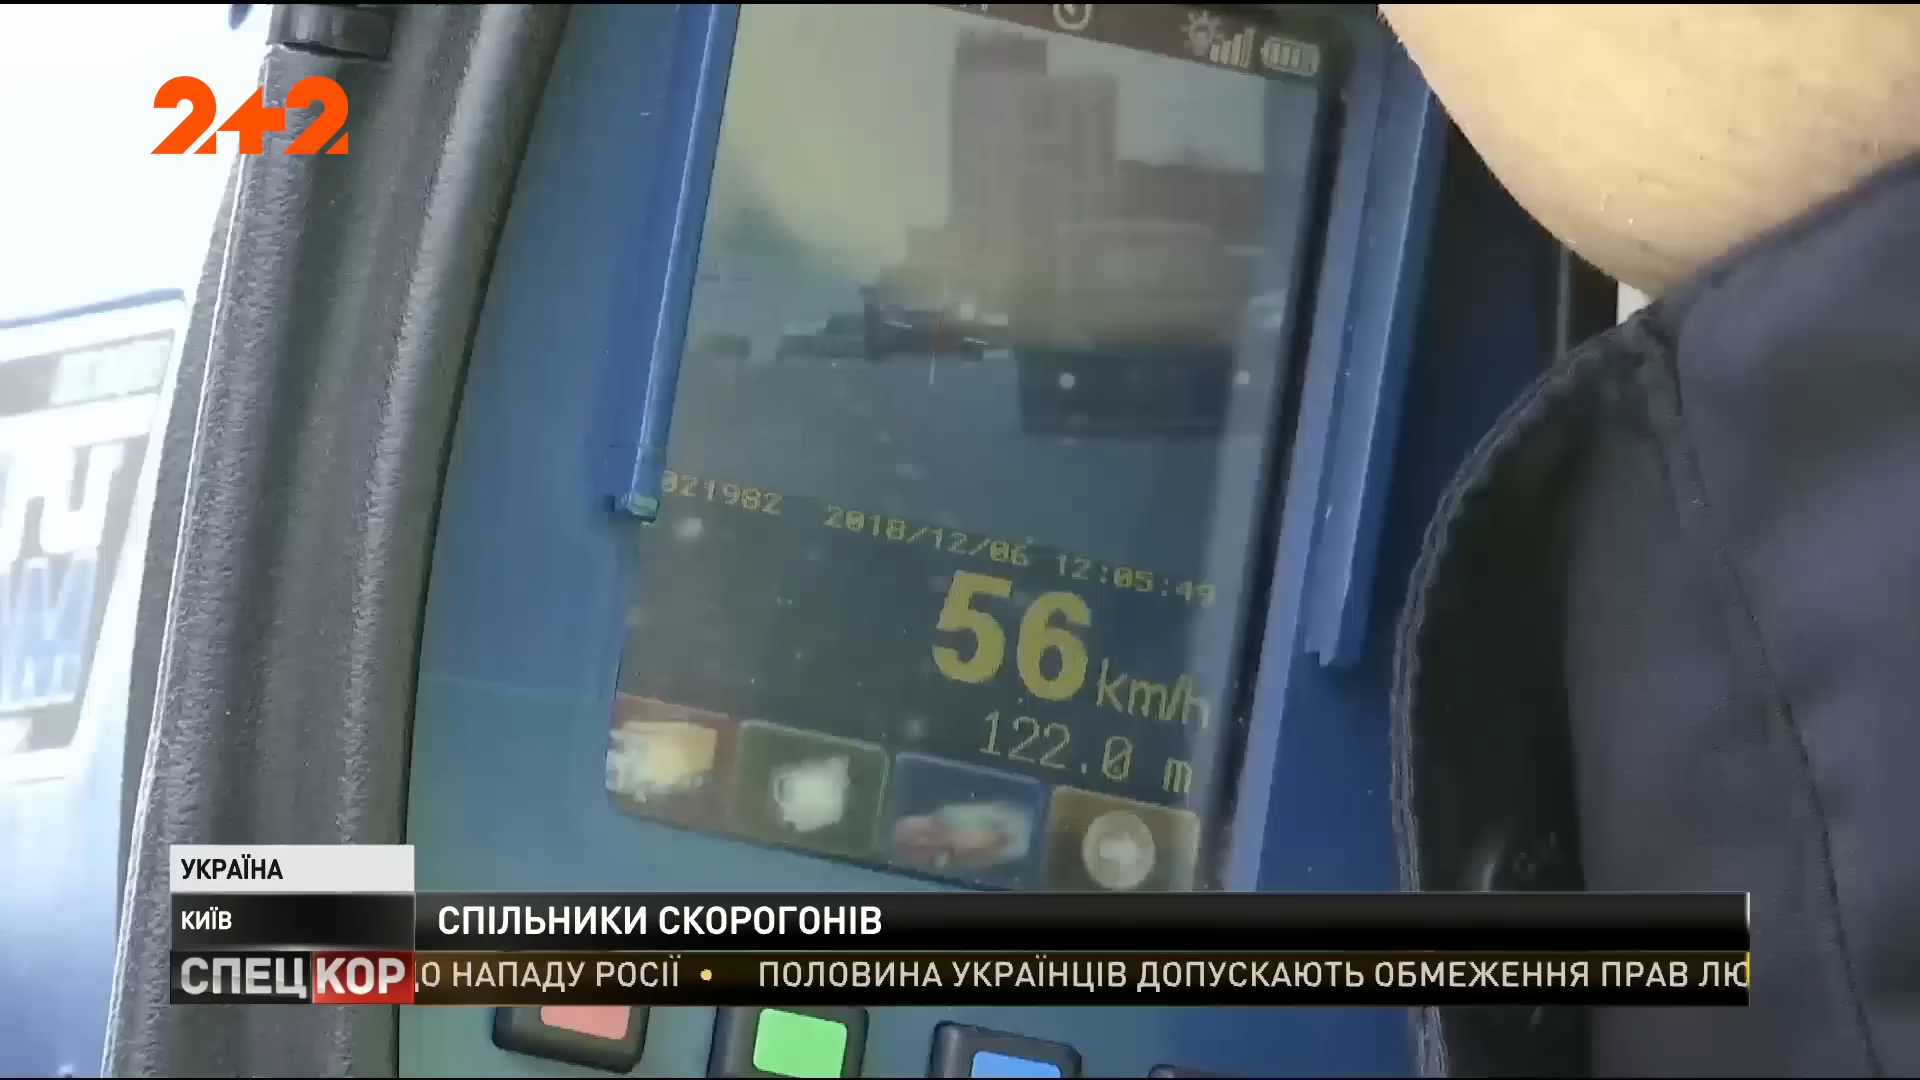 2+2
021982 2018/12/06 12:05:49
56 km/h
122.0 m
УКРАЇНА
КИЇВ
СПІЛЬНИКИ СКОРОГОНІВ
СПЕЦКОР
О НАПАДУ РОСІЇ • ПОЛОВИНА УКРАЇНЦІВ ДОПУСКАЮТЬ ОБМЕЖЕННЯ ПРАВ ЛЮ